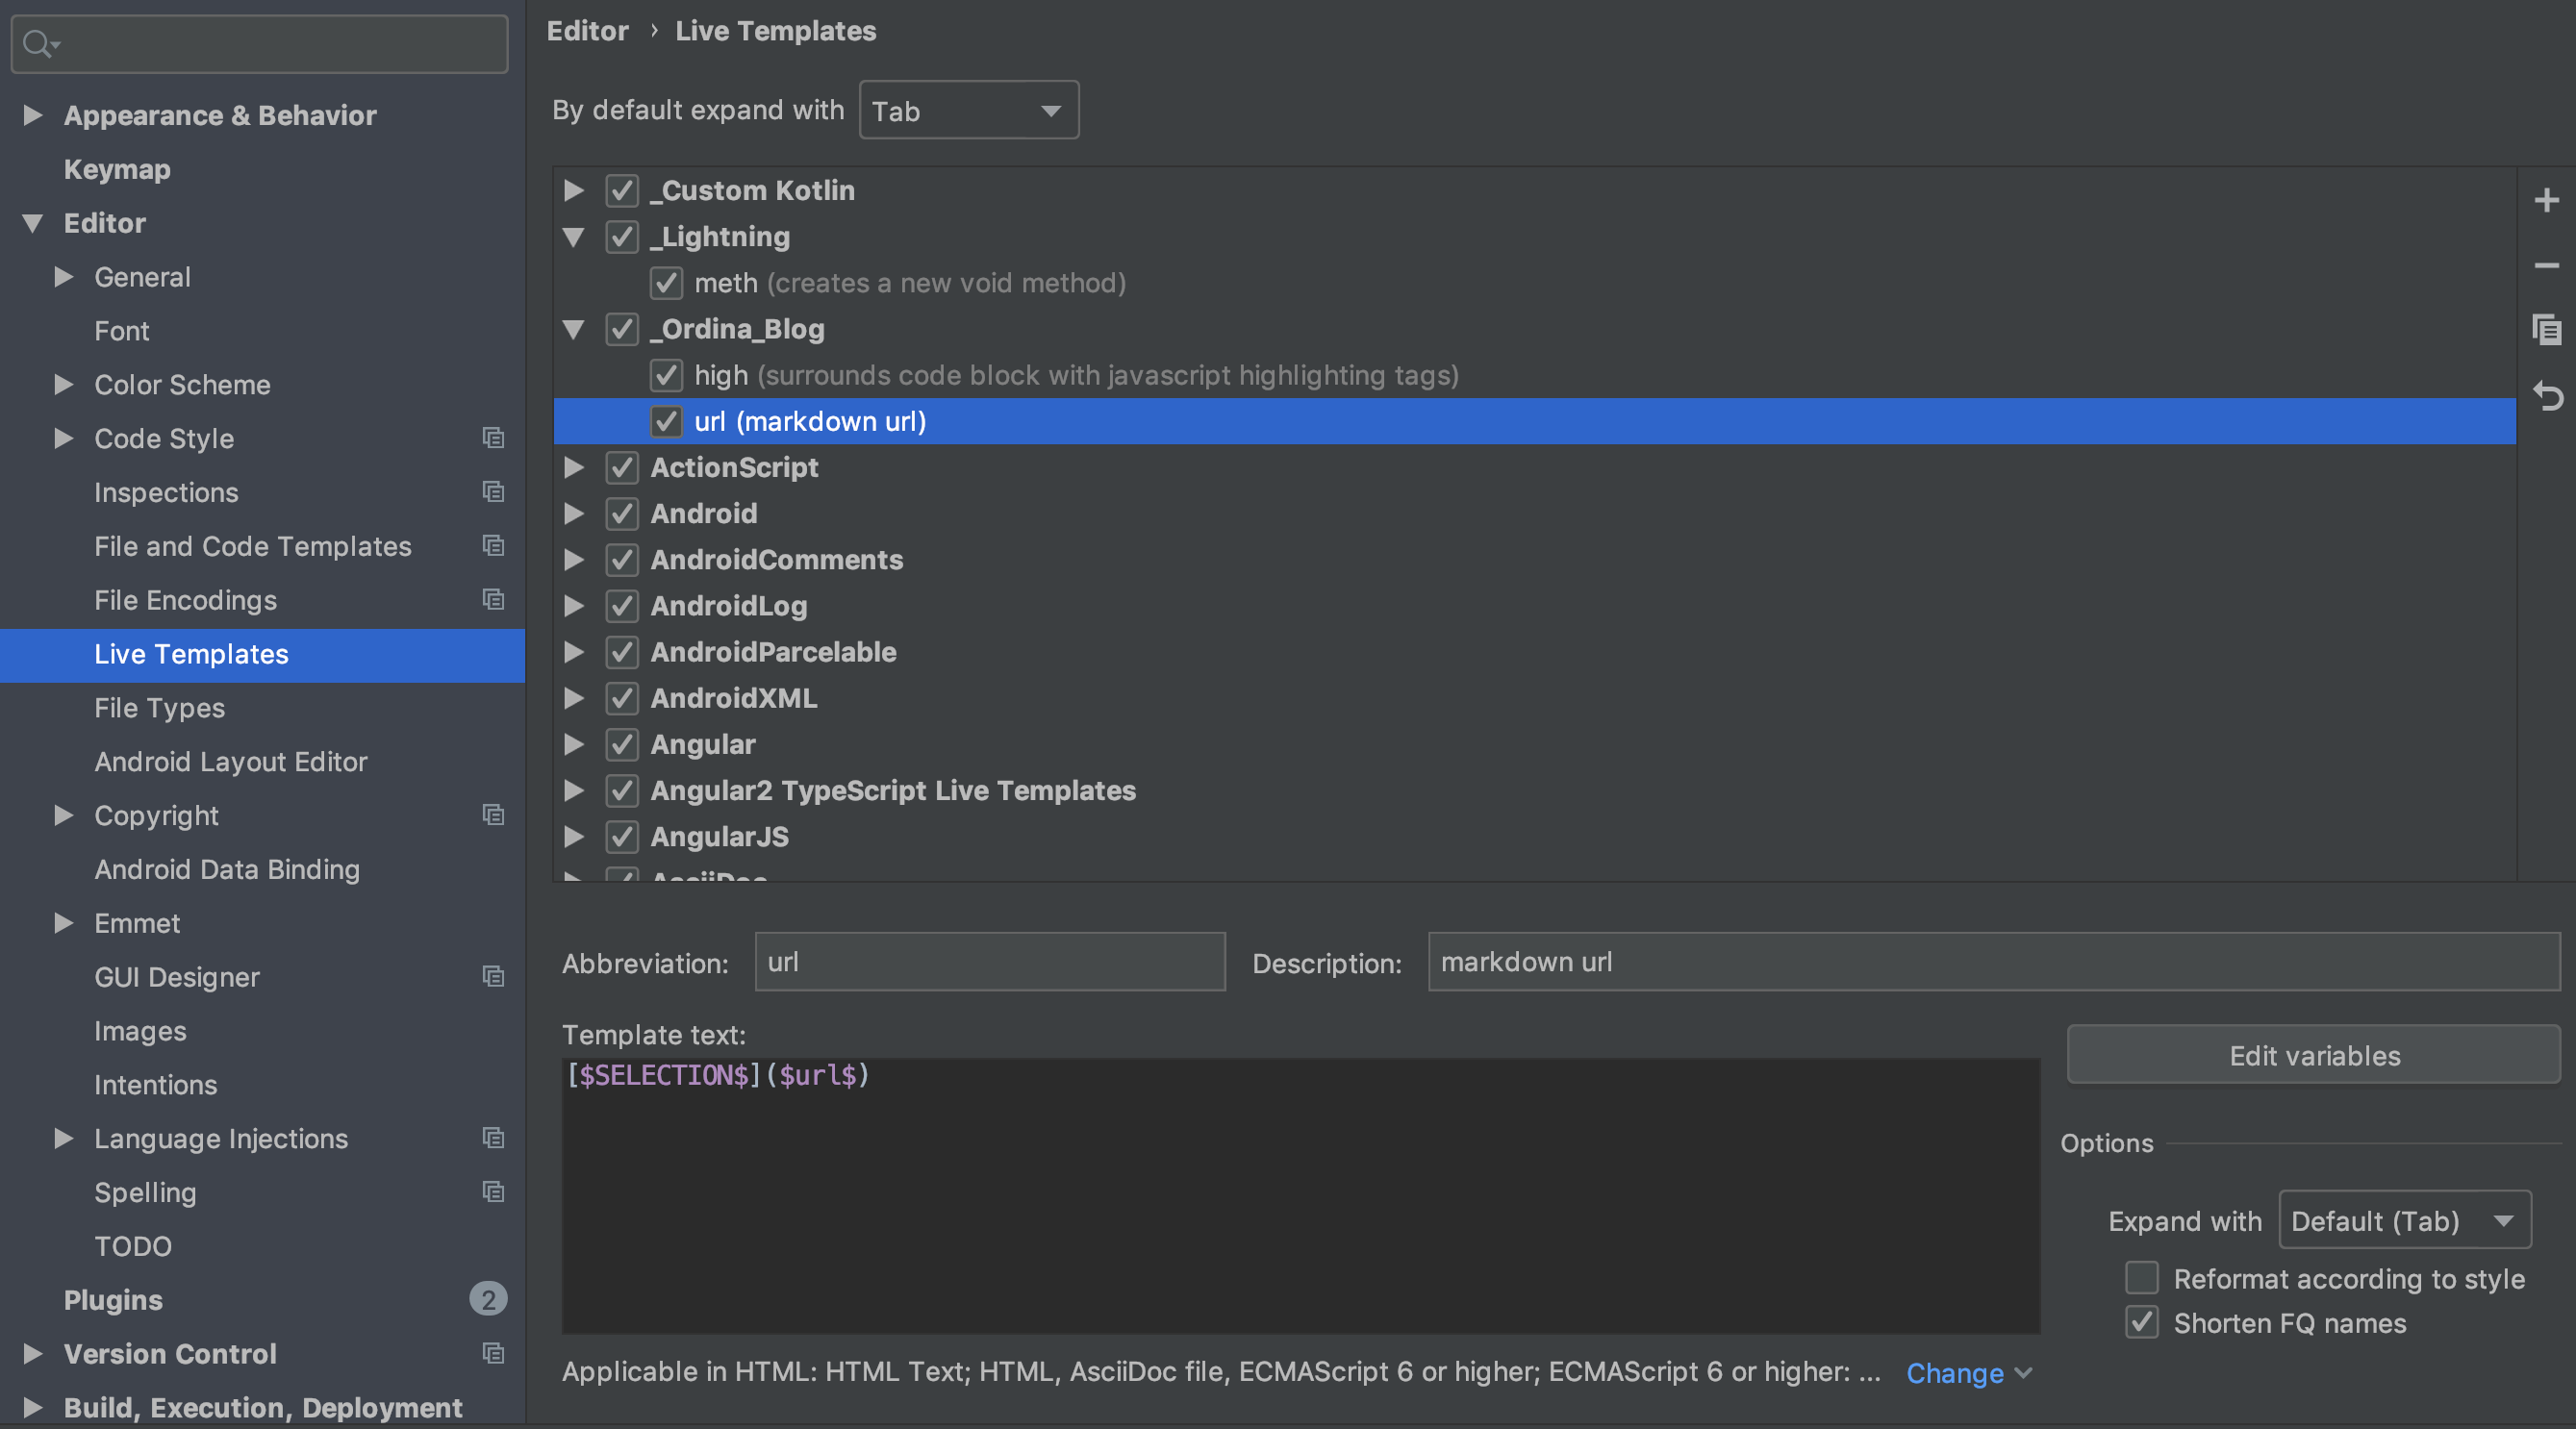 Appearance & Behavior
Keymap
Editor
General
Font
Color Scheme
Code Style
Inspections
File and Code Templates
File Encodings
Live Templates
File Types
Android Layout Editor
Copyright
Android Data Binding
Emmet
GUI Designer
Images
Intentions
Language Injections
Spelling
TODO
Plugins 2
Version Control
Build, Execution, Deployment
Editor › Live Templates
By default expand with Tab
_Custom Kotlin
_Lightning
meth (creates a new void method)
_Ordina_Blog
high (surrounds code block with javascript highlighting tags)
url (markdown url)
ActionScript
Android
AndroidComments
AndroidLog
AndroidParcelable
AndroidXML
Angular
Angular2 TypeScript Live Templates
AngularJS
AsciiDoc
Abbreviation: url Description: markdown url
Template text:
[$SELECTION$]($url$)
Edit variables
Options
Expand with Default (Tab)
Reformat according to style
Shorten FQ names
Applicable in HTML: HTML Text; HTML, AsciiDoc file, ECMAScript 6 or higher; ECMAScript 6 or higher: ... Change